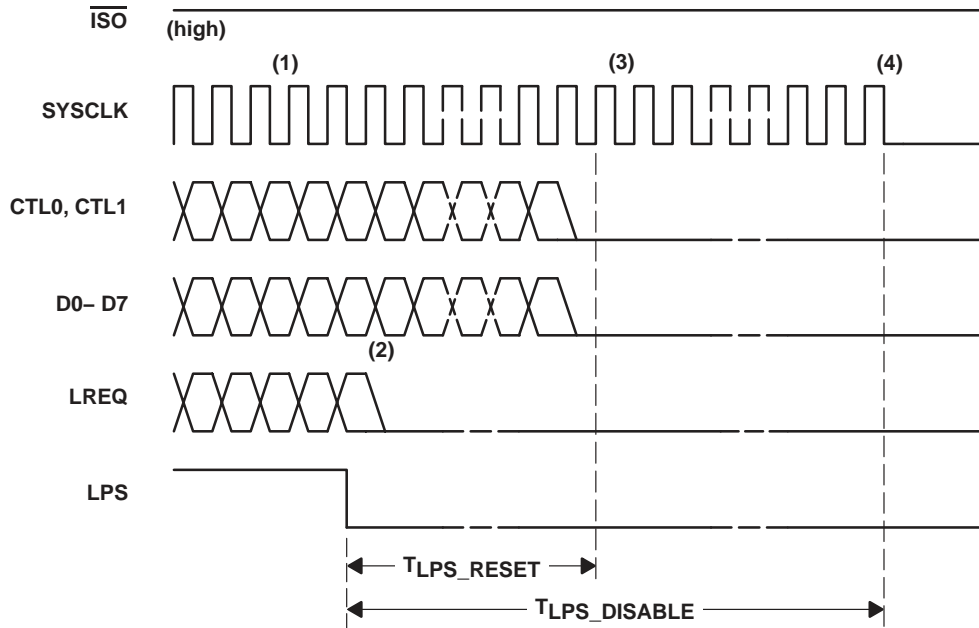 ISO
(high)
(1)
(3)
(4)
SYSCLK
CTL0, CTL1
D0– D7
(2)
LREQ
LPS
TLPS_RESET
TLPS_DISABLE